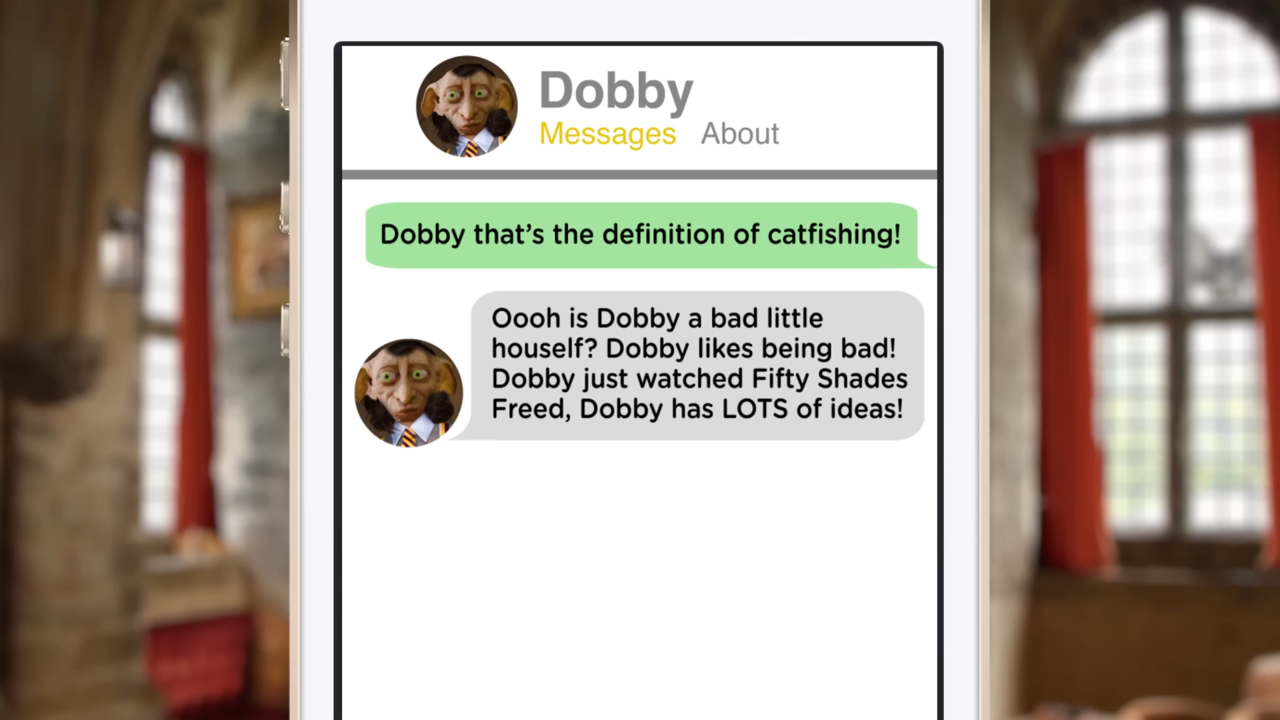 Dobby
Messages About
Dobby that's the definition of catfishing!
Oooh is Dobby a bad little
houself? Dobby likes being bad!
Dobby just watched Fifty Shades
Freed, Dobby has LOTS of ideas!